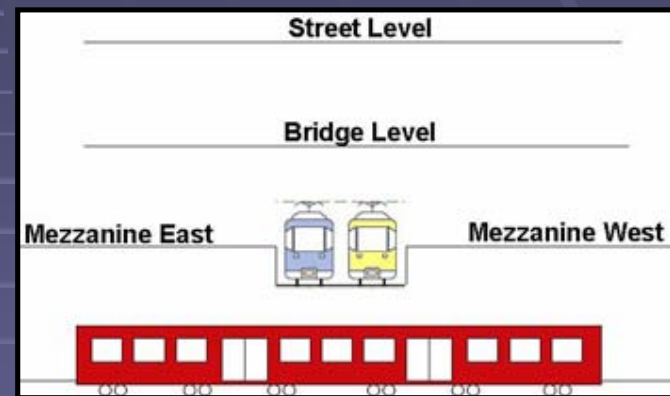 Street Level
Bridge Level
Mezzanine East
Mezzanine West